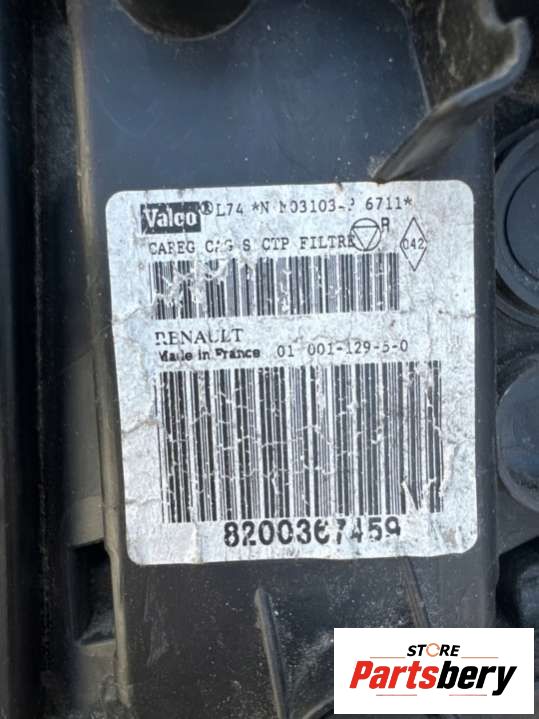 Valeo® L74 *N M03103-P 6711*
CAREG C/G S CTP FILTRE R 042
RENAULT
Made in France 01 001-129-5-0
8200367459
STORE
Partsbery